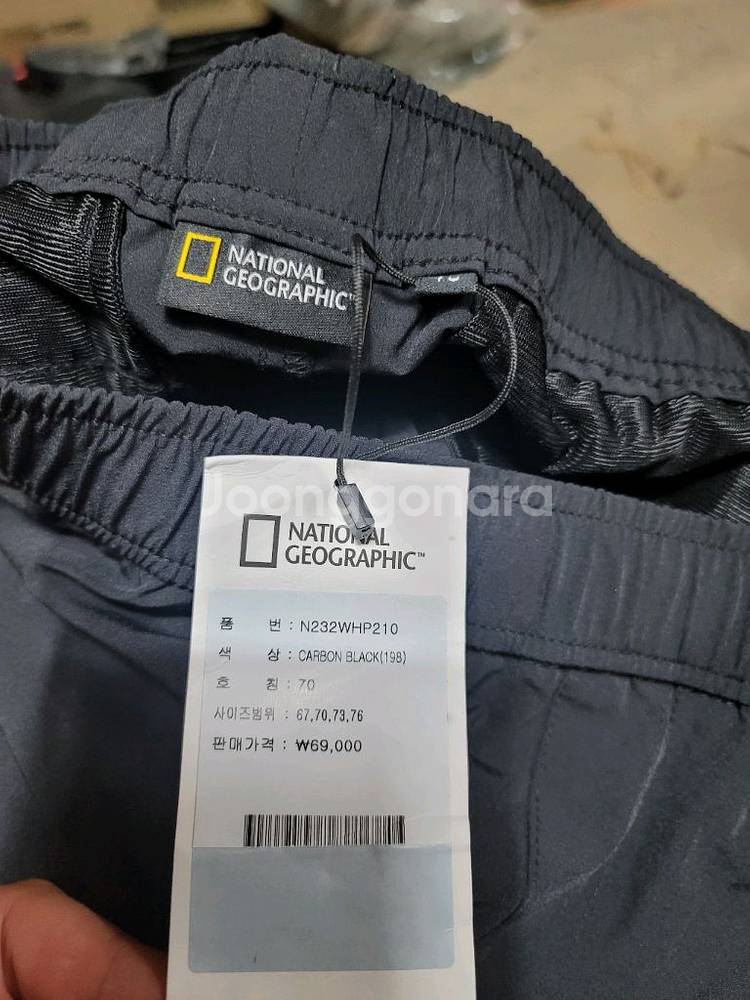 NATIONAL
GEOGRAPHIC™
Joonggonara
NATIONAL
GEOGRAPHIC™
품 번 : N232WHP210
색 상 : CARBON BLACK(198)
호 칭 : 70
사이즈범위 : 67,70,73,76
판매가격 : ₩69,000